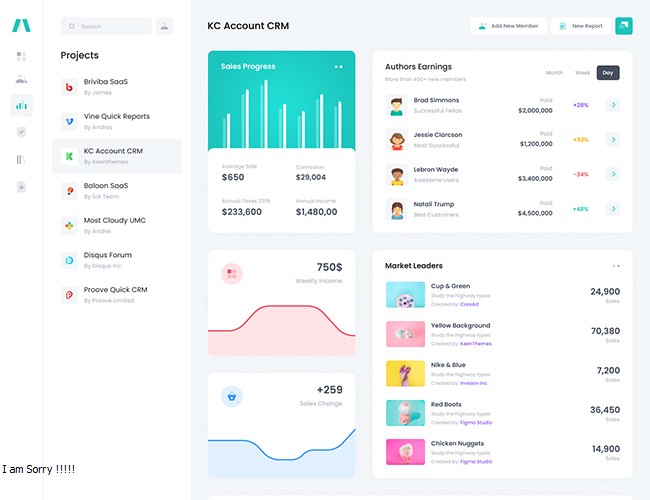 Search
KC Account CRM
Add New Member
New Report
Projects
Briviba SaaS
By James
Vine Quick Reports
By Andres
KC Account CRM
By Keenthemes
Baloon SaaS
By SIA Team
Most Cloudy UMC
By Andrei
Disqus Forum
By Disqus Inc.
Proove Quick CRM
By Proove Limited
Sales Progress
Average Sale
Comission
$650
$29,004
Annual Taxes 2019
Annual Income
$233,600
$1,480,00
Authors Earnings
More than 400+ new members
Month Week Day
Brad Simmons
Successful Fellas
Paid
$2,000,000
+28%
Jessie Clarcson
Most Successful
Paid
$1,200,000
+52%
Lebron Wayde
Awesome Users
Paid
$3,400,000
-34%
Natali Trump
Best Customers
Paid
$4,500,000
+48%
750$
Weekly Income
+259
Sales Change
Market Leaders
Cup & Green
Study the highway types
Created by: CoreAd
24,900
Sales
Yellow Background
Study the highway types
Created by: KeenThemes
70,380
Sales
Nike & Blue
Study the highway types
Created by: Invision Inc.
7,200
Sales
Red Boots
Study the highway types
Created by: Figma Studio
36,450
Sales
Chicken Nuggets
Study the highway types
Created by: Figma Studio
14,900
Sales
I am Sorry !!!!!